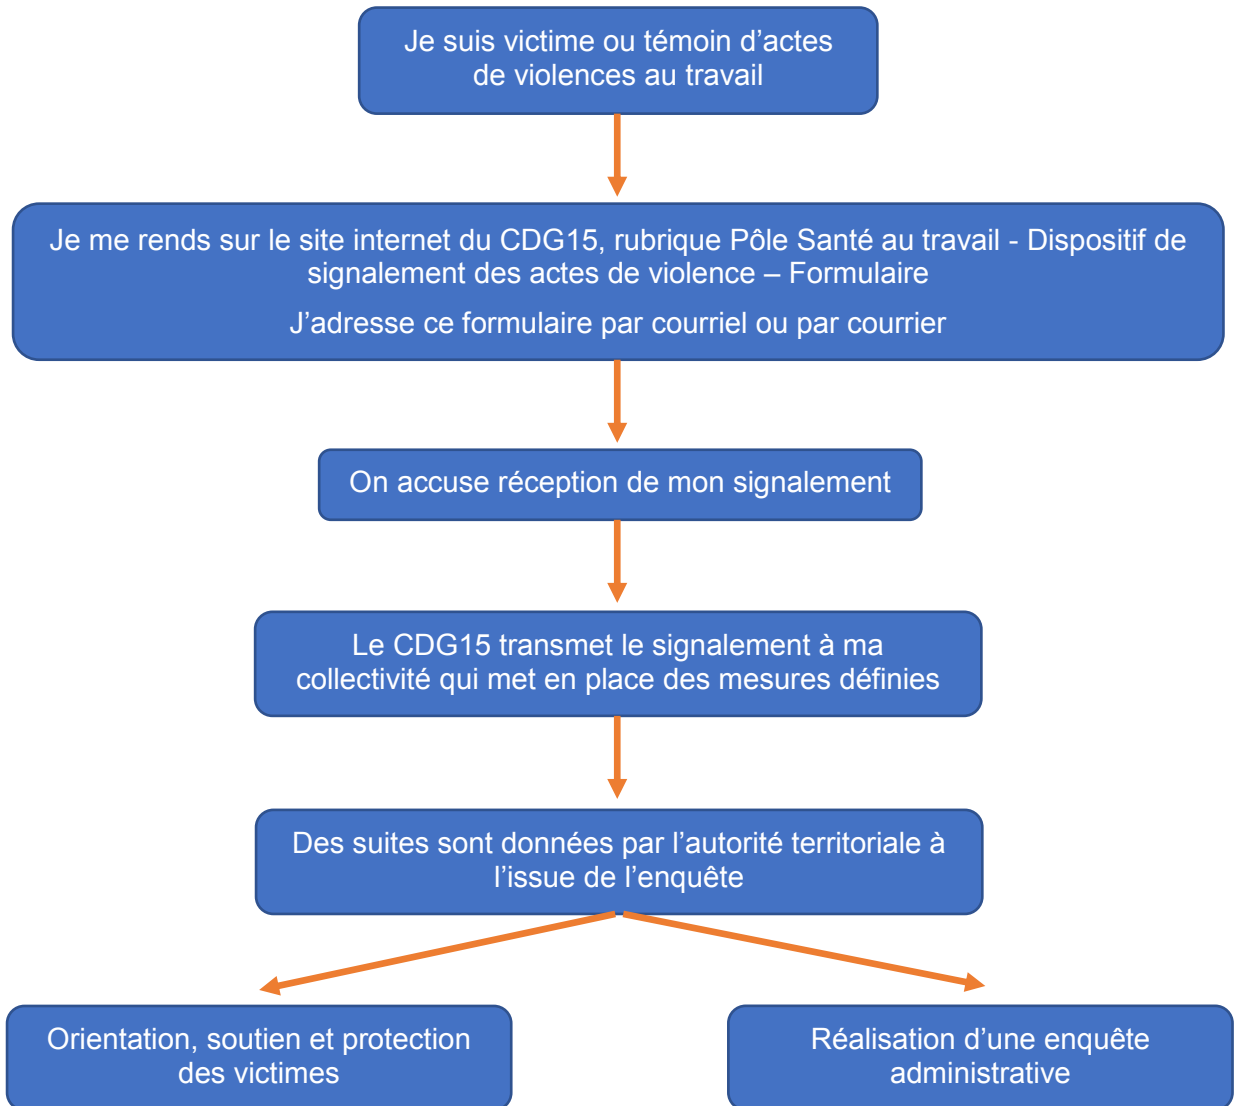 Je suis victime ou témoin d’actes
de violences au travail
Je me rends sur le site internet du CDG15, rubrique Pôle Santé au travail - Dispositif de
signalement des actes de violence – Formulaire
J’adresse ce formulaire par courriel ou par courrier
On accuse réception de mon signalement
Le CDG15 transmet le signalement à ma
collectivité qui met en place des mesures définies
Des suites sont données par l’autorité territoriale à
l’issue de l’enquête
Orientation, soutien et protection
des victimes
Réalisation d’une enquête
administrative